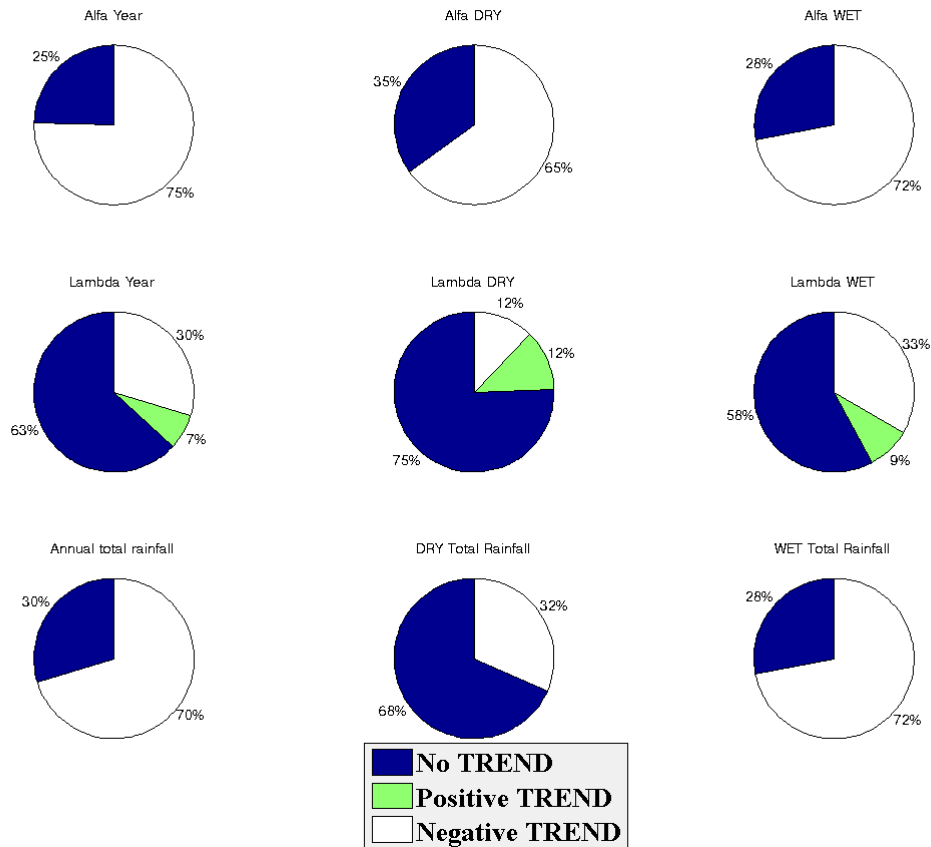 Alfa Year
25%
75%
Alfa DRY
35%
65%
Alfa WET
28%
72%
Lambda Year
30%
63%
7%
Lambda DRY
12%
12%
75%
Lambda WET
33%
58%
9%
Annual total rainfall
30%
70%
DRY Total Rainfall
32%
68%
WET Total Rainfall
28%
72%
No TREND
Positive TREND
Negative TREND